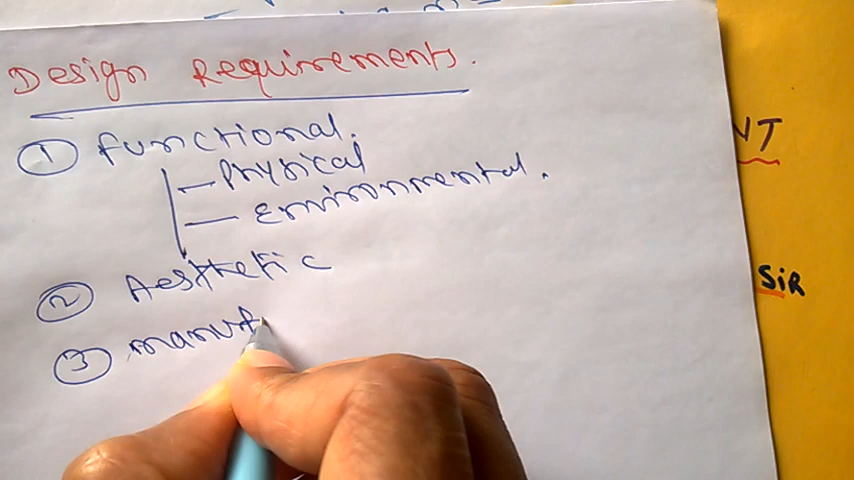 Design Requirements.
① Functional.
— Physical
— Environmental.
② Aesthetic
③ manuf
NT
SiR